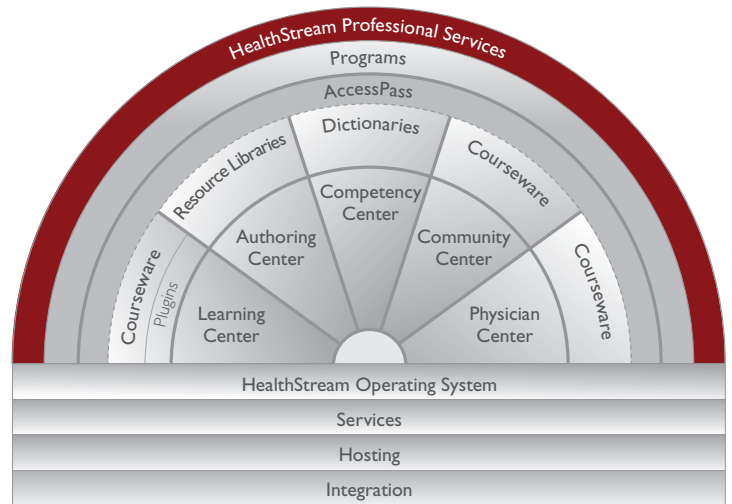 HealthStream Professional Services
Programs
AccessPass
Dictionaries
Resource Libraries
Courseware
Competency
Center
Authoring
Center
Community
Center
Courseware
Plugins
Learning
Center
Physician
Center
Courseware
HealthStream Operating System
Services
Hosting
Integration